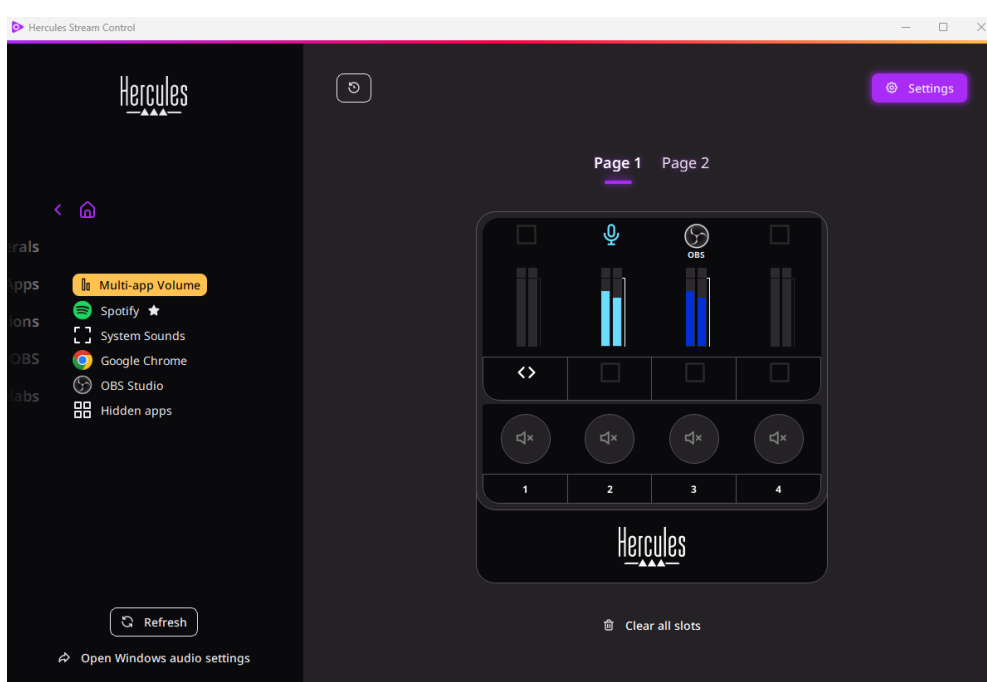 Hercules Stream Control
Hercules
Settings
Page 1 Page 2
erals
Apps
ions
OBS
labs
Multi-app Volume
Spotify
System Sounds
Google Chrome
OBS Studio
Hidden apps
OBS
1 2 3 4
Hercules
Refresh
Open Windows audio settings
Clear all slots